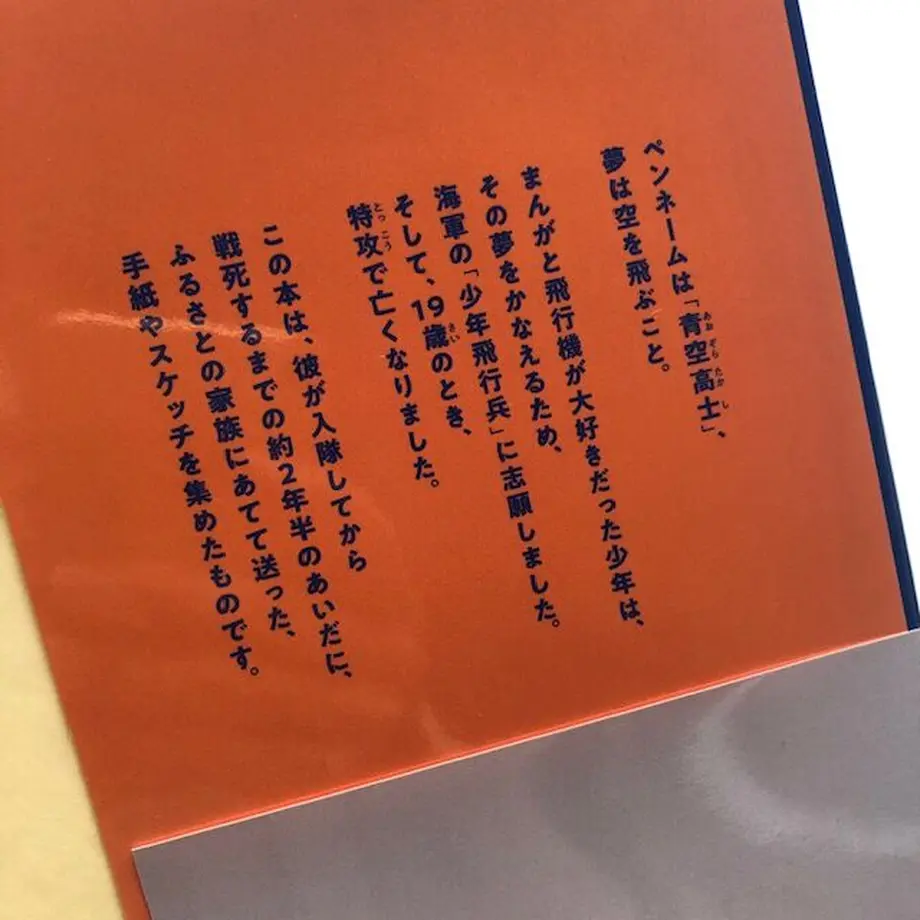 ペンネームは「青空高士」、
夢は空を飛ぶこと。
まんがと飛行機が大好きだった少年は、
その夢をかなえるため、
海軍の「少年飛行兵」に志願しました。
そして、19歳のとき、
特攻で亡くなりました。
この本は、彼が入隊してから
戦死するまでの約2年半のあいだに、
ふるさとの家族にあてて送った、
手紙やスケッチを集めたものです。